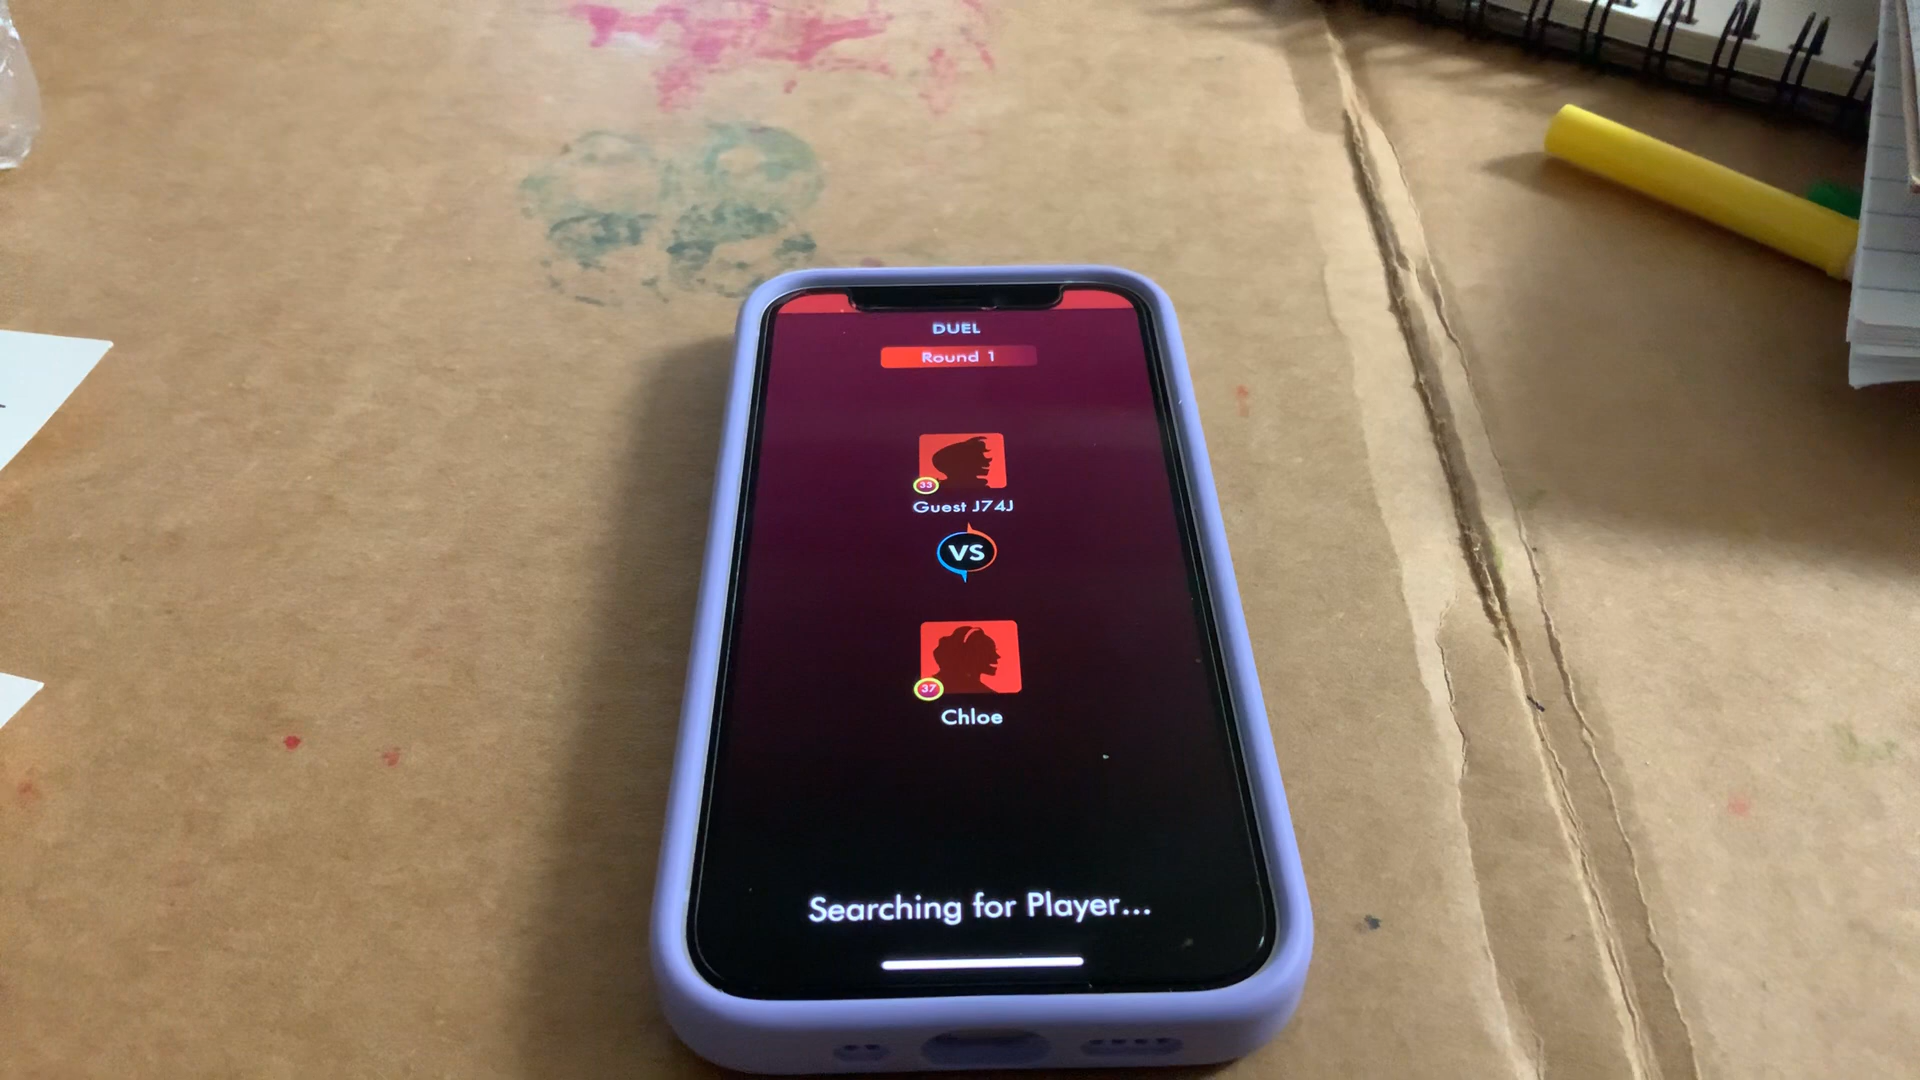 DUEL
Round 1
33
Guest J74J
VS
37
Chloe
Searching for Player...